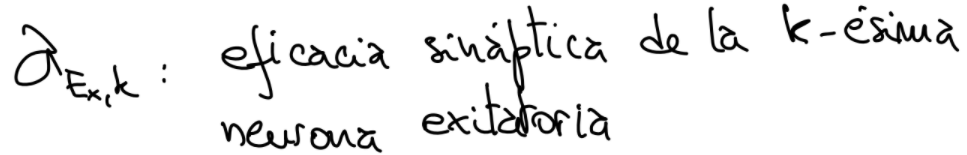 a_{Ex,k} : eficacia sináptica de la k-ésima
neurona exitatoria